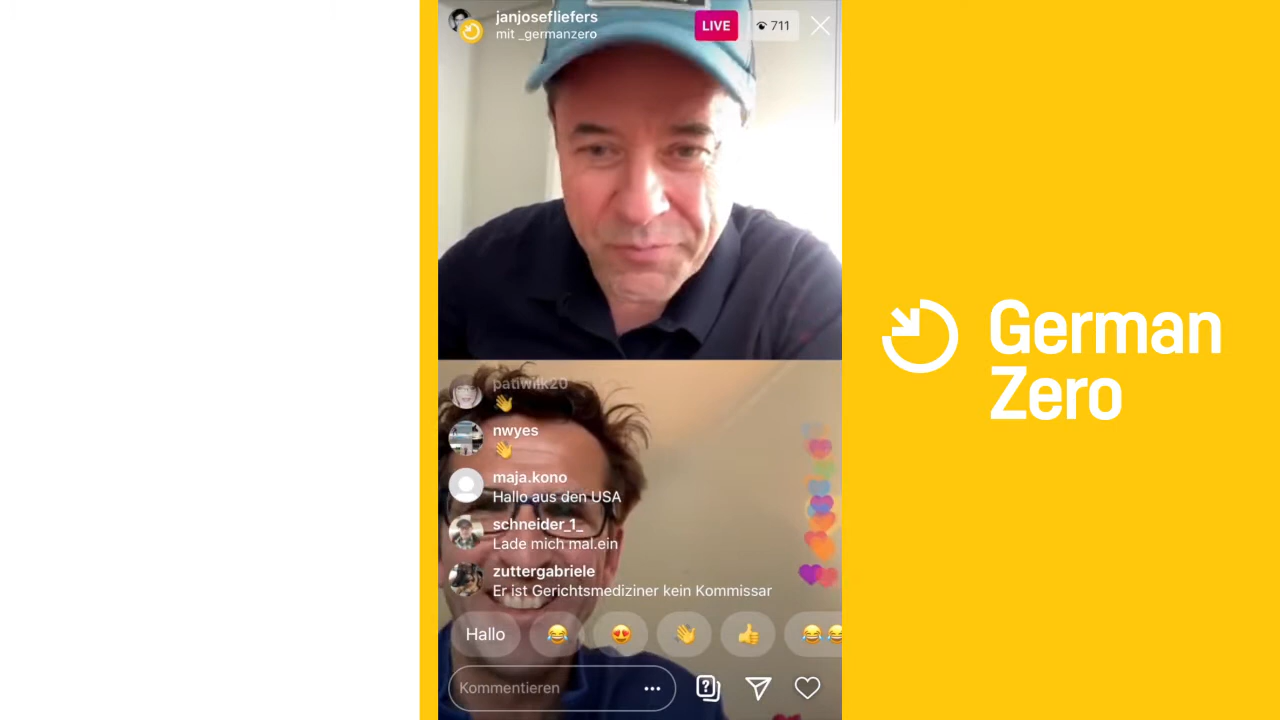 janjosefliefers
mit _germanzero
LIVE
711
patiwilk20
nwyes
maja.kono
Hallo aus den USA
schneider_1_
Lade mich mal.ein
zuttergabriele
Er ist Gerichtsmediziner kein Kommissar
Hallo
Kommentieren
German
Zero